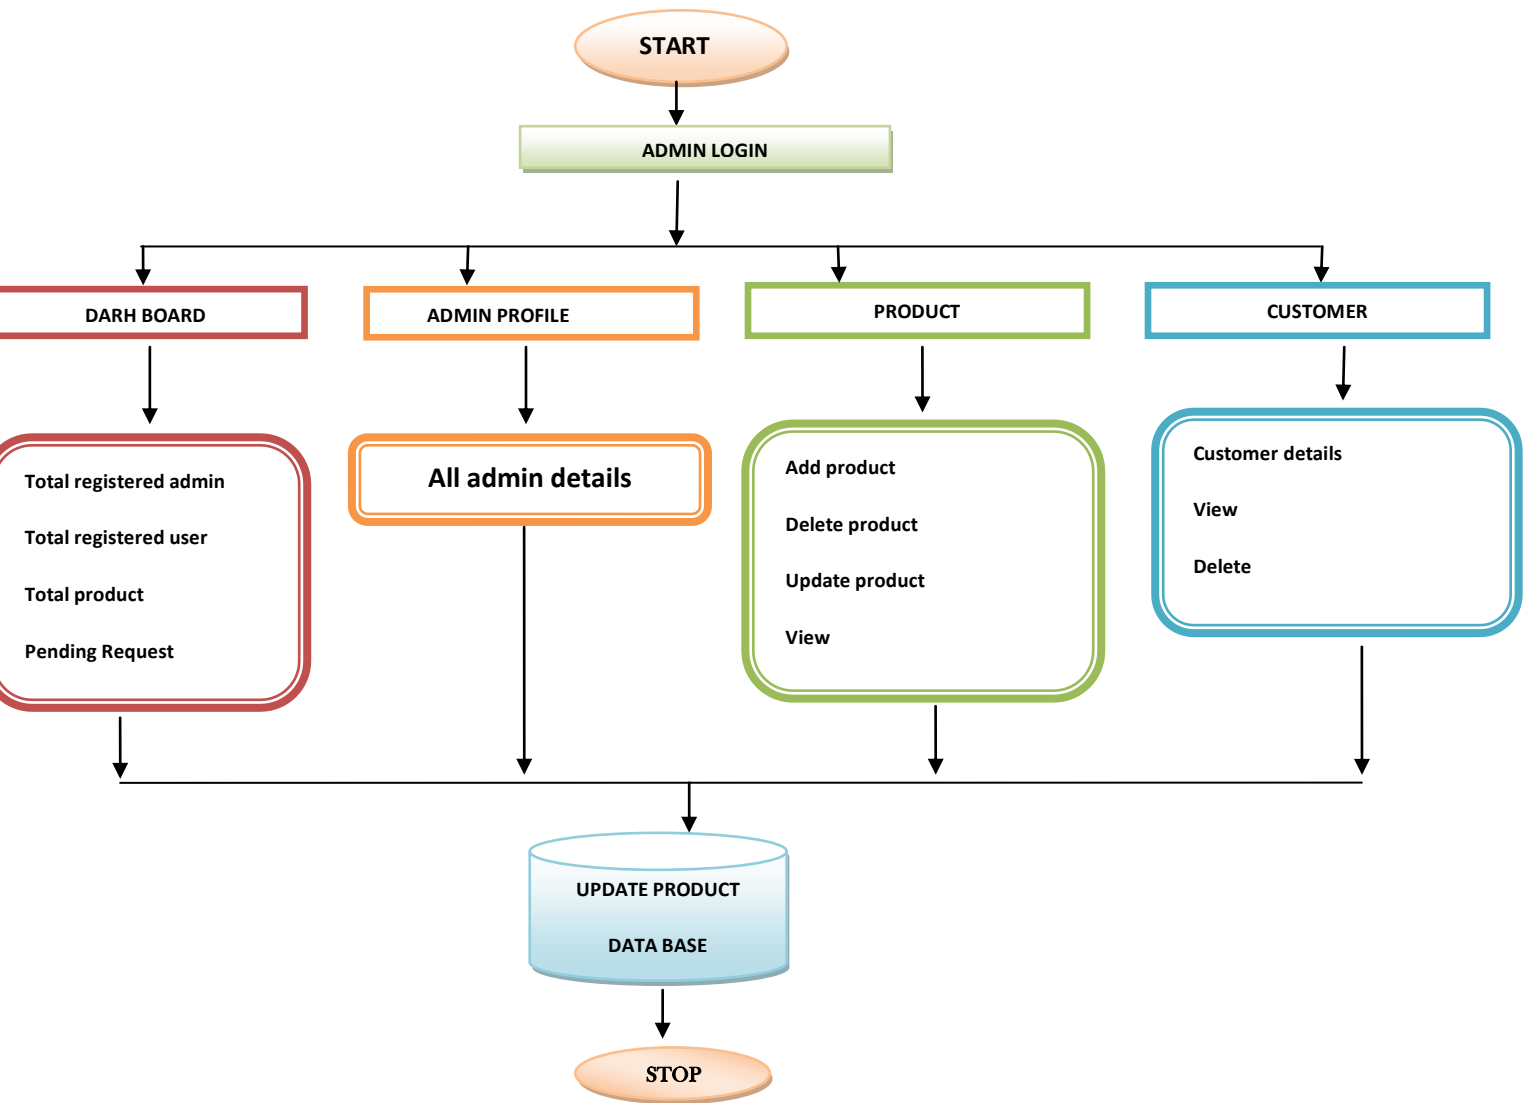 START
ADMIN LOGIN
DARH BOARD
ADMIN PROFILE
PRODUCT
CUSTOMER
Total registered admin
Total registered user
Total product
Pending Request
All admin details
Add product
Delete product
Update product
View
Customer details
View
Delete
UPDATE PRODUCT
DATA BASE
STOP